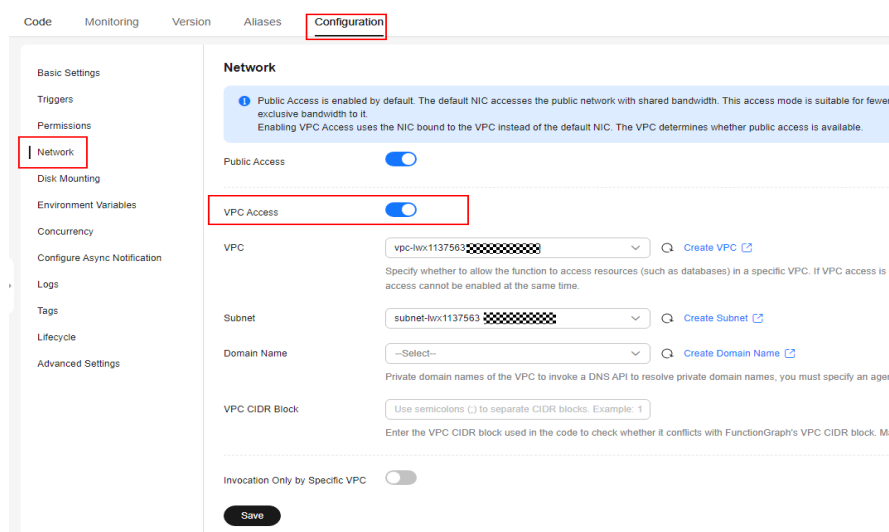 Code Monitoring Version Aliases Configuration
Basic Settings
Triggers
Permissions
Network
Disk Mounting
Environment Variables
Concurrency
Configure Async Notification
Logs
Tags
Lifecycle
Advanced Settings
Network
Public Access is enabled by default. The default NIC accesses the public network with shared bandwidth. This access mode is suitable for fewer
exclusive bandwidth to it.
Enabling VPC Access uses the NIC bound to the VPC instead of the default NIC. The VPC determines whether public access is available.
Public Access
VPC Access
VPC
vpc-lwx1137563
Create VPC
Specify whether to allow the function to access resources (such as databases) in a specific VPC. If VPC access is
access cannot be enabled at the same time.
Subnet
subnet-lwx1137563
Create Subnet
Domain Name
--Select--
Create Domain Name
Private domain names of the VPC to invoke a DNS API to resolve private domain names, you must specify an agen
VPC CIDR Block
Use semicolons (;) to separate CIDR blocks. Example: 1
Enter the VPC CIDR block used in the code to check whether it conflicts with FunctionGraph's VPC CIDR block. Ma
Invocation Only by Specific VPC
Save